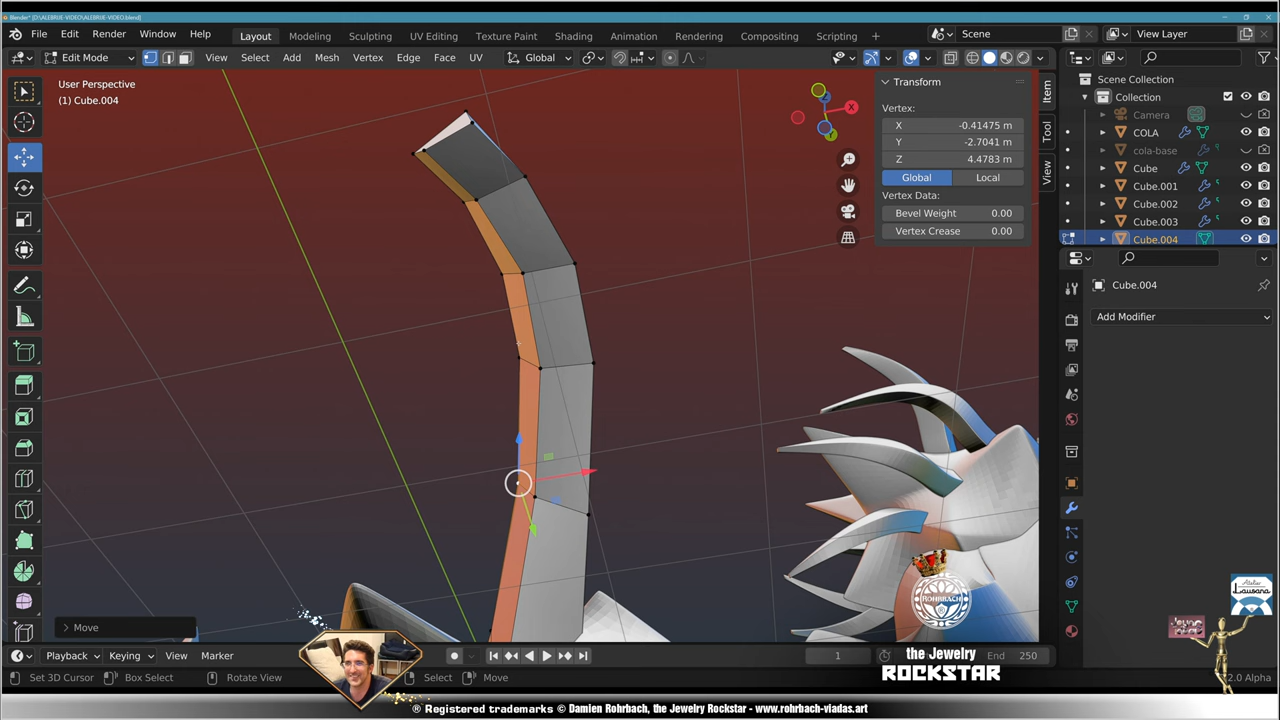 Blender* [D:\ALEBRIJE-VIDEO\ALEBRIJE-VIDEO.blend]
File Edit Render Window Help
Layout Modeling Sculpting UV Editing Texture Paint Shading Animation Rendering Compositing Scripting
Scene
View Layer
Edit Mode
View Select Add Mesh Vertex Edge Face UV
Global
User Perspective
(1) Cube.004
X
Y
Transform
Vertex:
X -0.41475 m
Y -2.7041 m
Z 4.4783 m
Global Local
Vertex Data:
Bevel Weight 0.00
Vertex Crease 0.00
Item
Tool
View
Scene Collection
Collection
Camera
COLA
cola-base
Cube
Cube.001
Cube.002
Cube.003
Cube.004
Cube.004
Add Modifier
Move
ROHRBACH
Atelier
Lausana
the Jewelry
ROCKSTAR
Playback Keying View Marker
1
End 250
Set 3D Cursor Box Select Rotate View Select Move
2.0 Alpha
® Registered trademarks © Damien Rohrbach, the Jewelry Rockstar - www.rohrbach-viadas.art